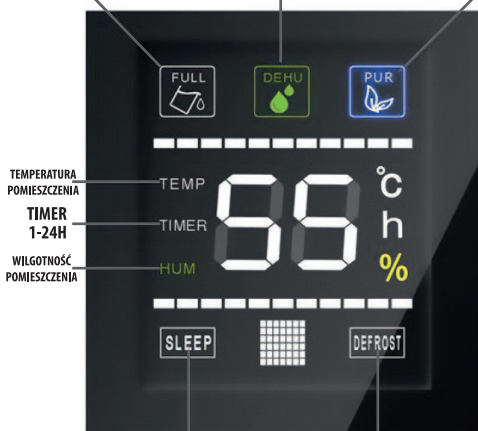 FULL
DEHU
PUR
TEMPERATURA
POMIESZCZENIA
TEMP
°C
TIMER
1-24H
TIMER
55
h
WILGOTNOŚĆ
POMIESZCZENIA
HUM
%
SLEEP
DEFROST